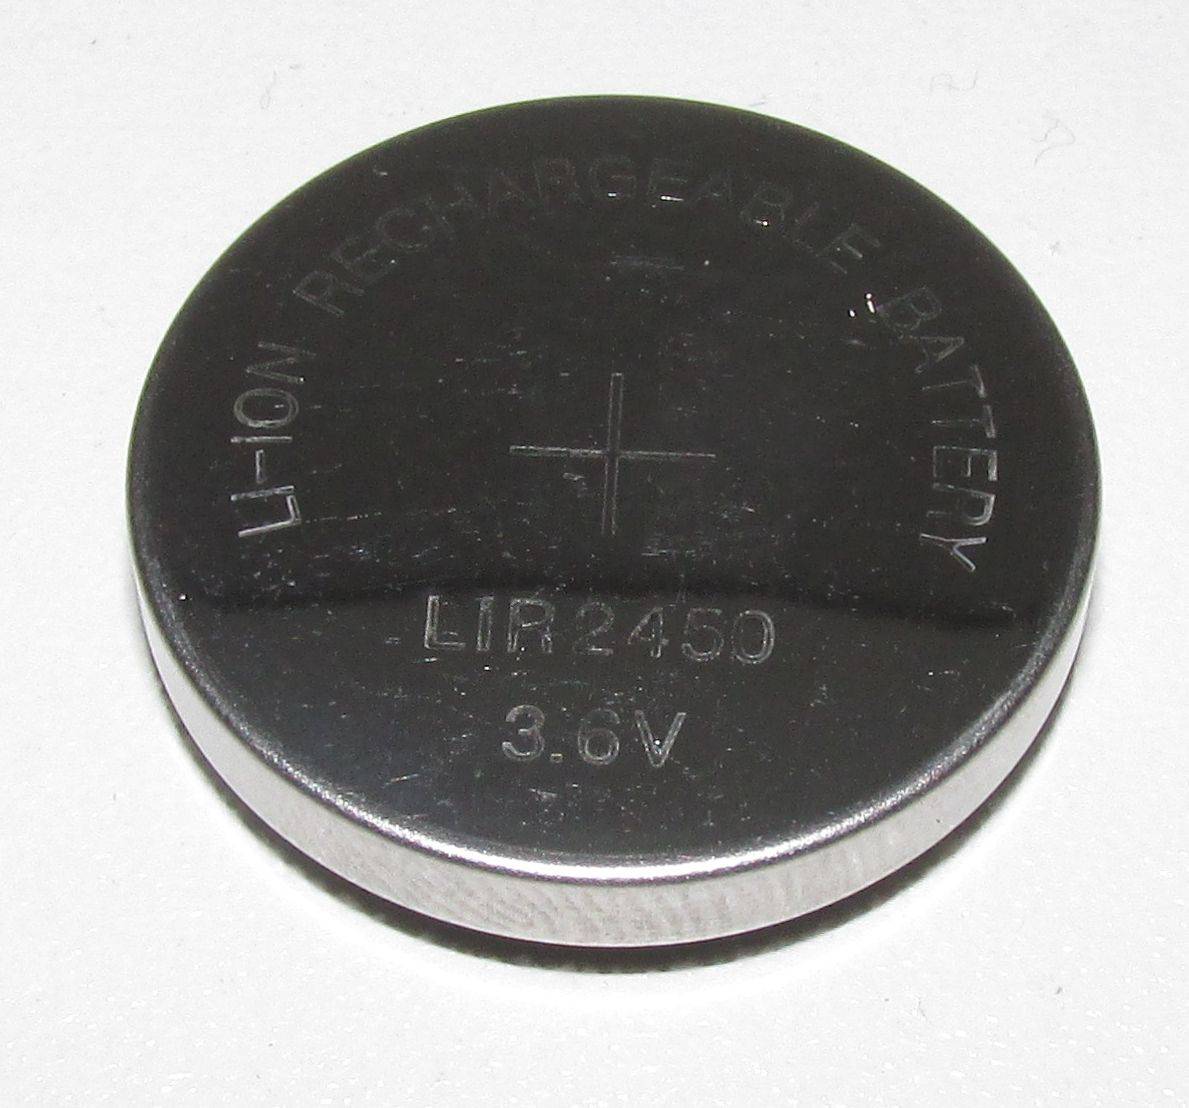 LI-ION RECHARGEABLE BATTERY
+
LIR2450
3.6V